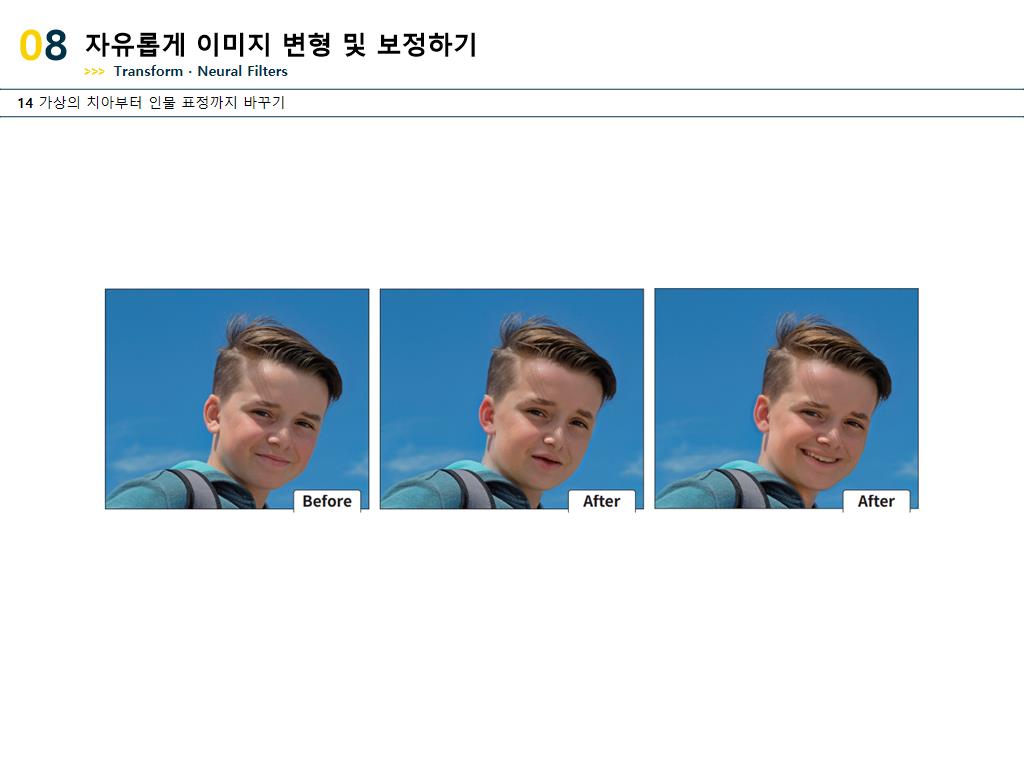 08 자유롭게 이미지 변형 및 보정하기
>>> Transform · Neural Filters
14 가상의 치아부터 인물 표정까지 바꾸기
Before
After
After